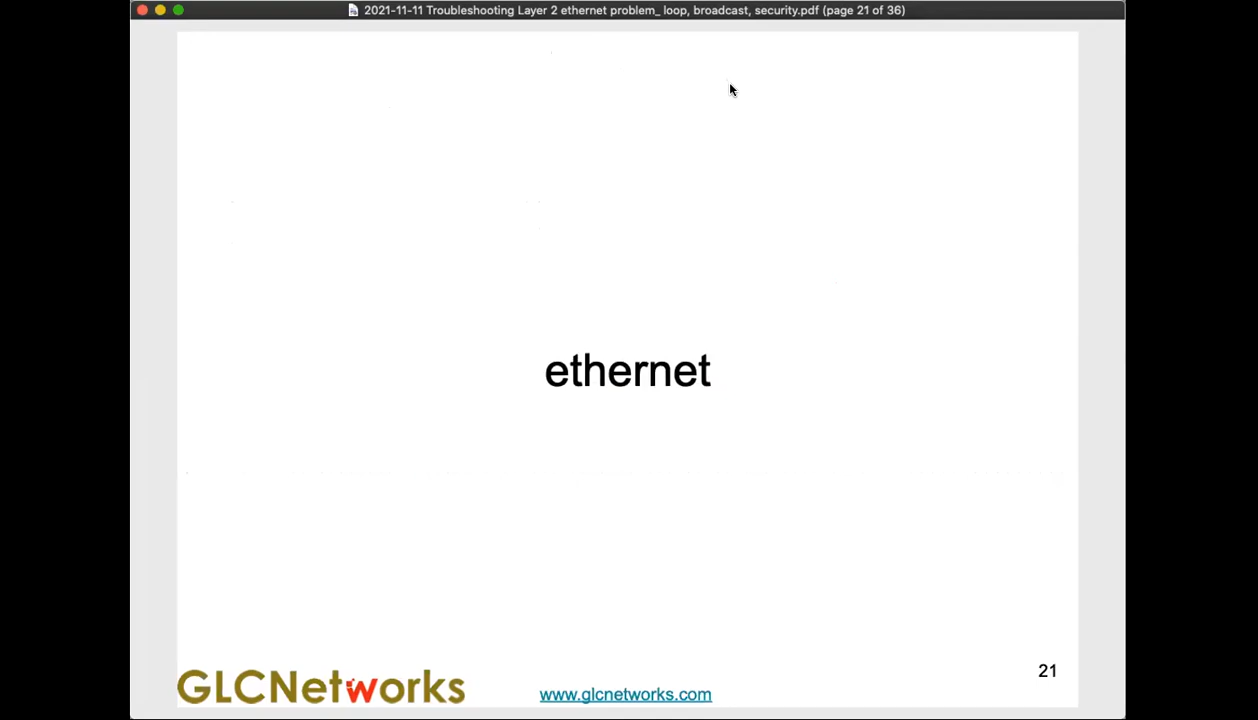 2021-11-11 Troubleshooting Layer 2 ethernet problem_ loop, broadcast, security.pdf (page 21 of 36)
ethernet
21
GLCNetworks
www.glcnetworks.com